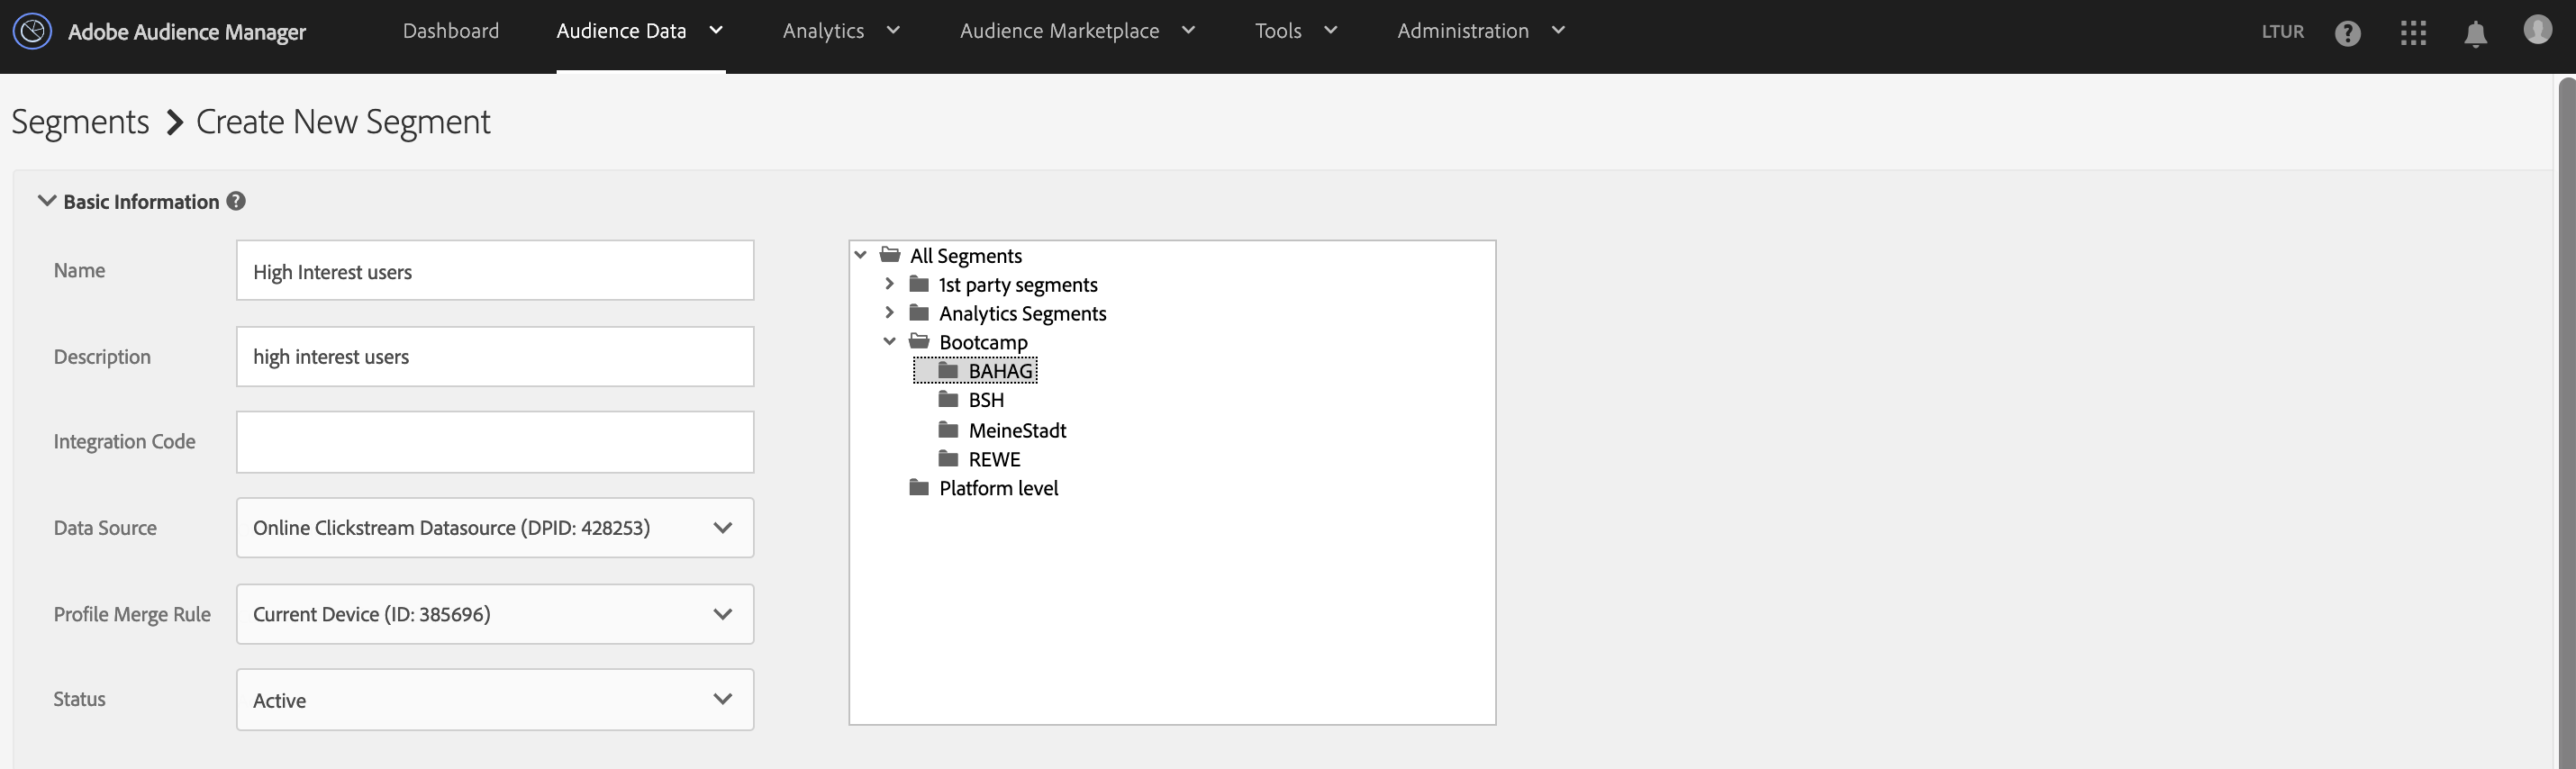 Adobe Audience Manager Dashboard Audience Data Analytics Audience Marketplace Tools Administration LTUR
Segments Create New Segment
Basic Information
Name High Interest users
Description high interest users
Integration Code
Data Source Online Clickstream Datasource (DPID: 428253)
Profile Merge Rule Current Device (ID: 385696)
Status Active
All Segments
1st party segments
Analytics Segments
Bootcamp
BAHAG
BSH
MeineStadt
REWE
Platform level